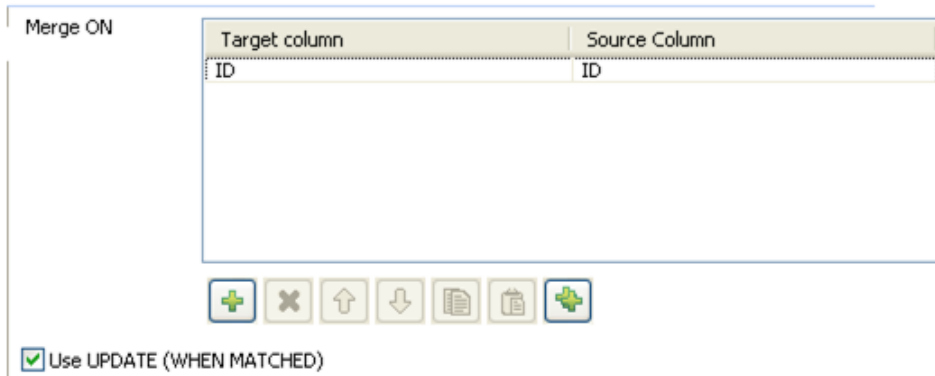 Merge ON
Target column Source Column
ID ID
Use UPDATE (WHEN MATCHED)